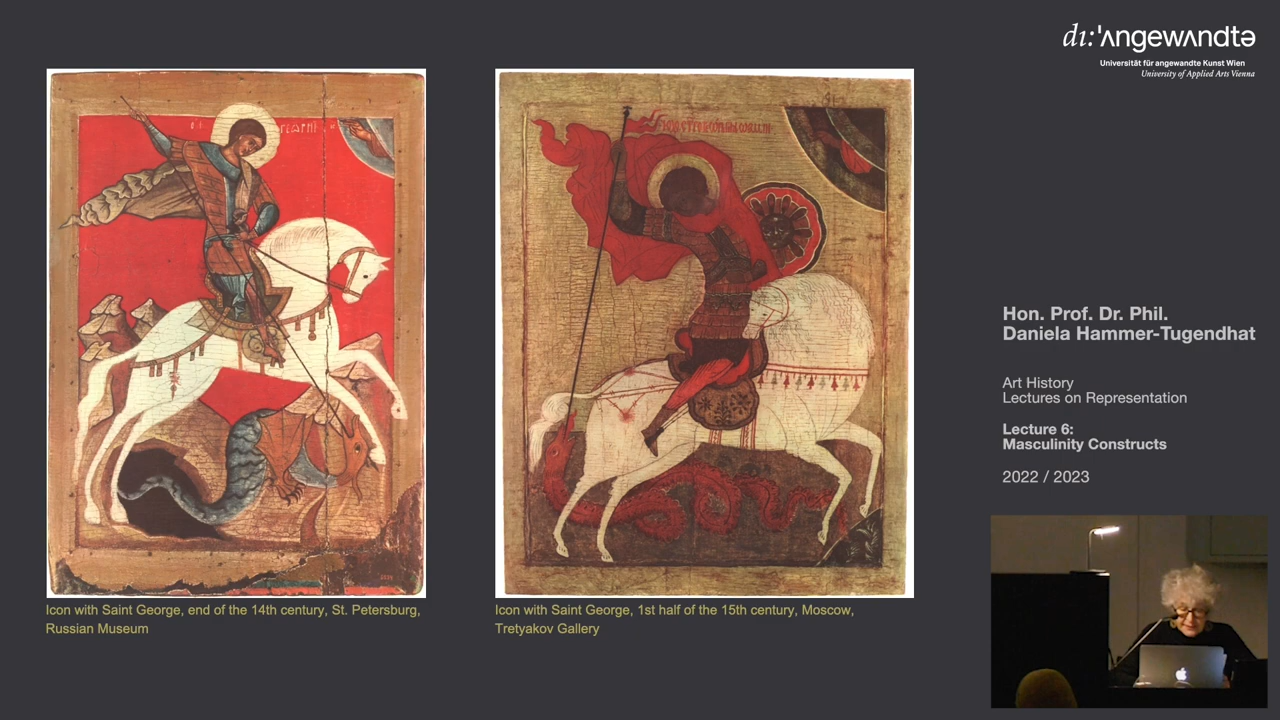 dı:'ʌngewʌndtə
Universität für angewandte Kunst Wien
University of Applied Arts Vienna
Hon. Prof. Dr. Phil.
Daniela Hammer-Tugendhat
Art History
Lectures on Representation
Lecture 6:
Masculinity Constructs
2022 / 2023
Icon with Saint George, end of the 14th century, St. Petersburg,
Russian Museum
Icon with Saint George, 1st half of the 15th century, Moscow,
Tretyakov Gallery